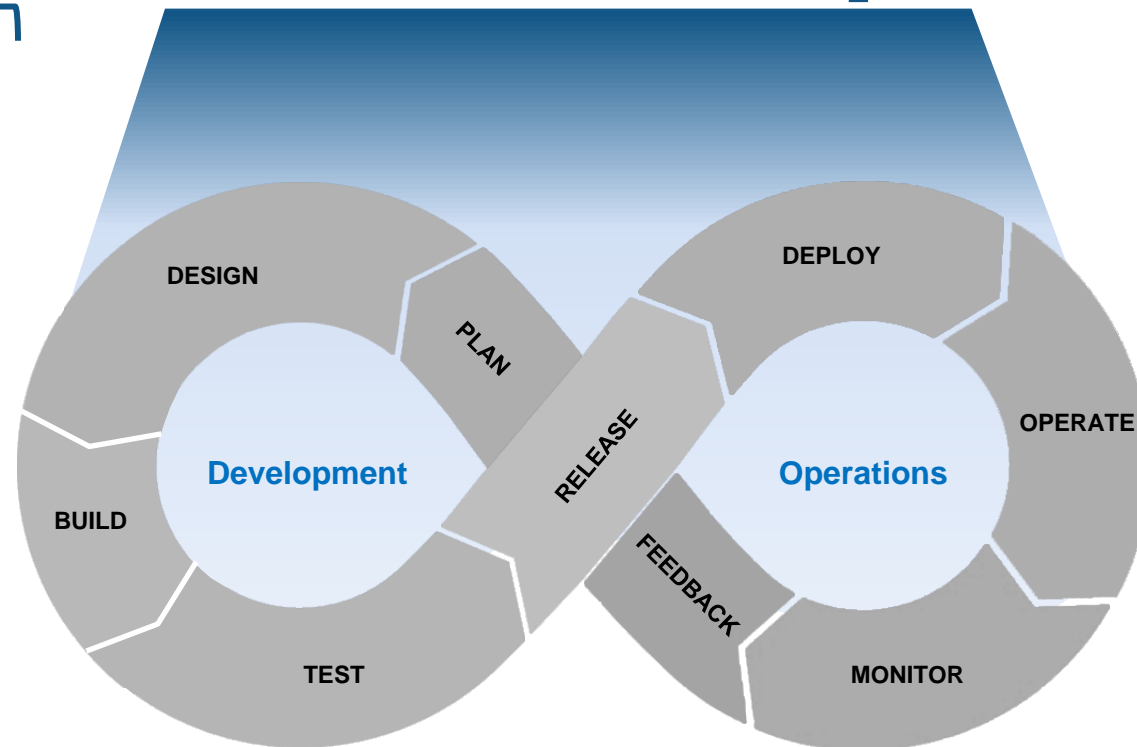 DESIGN
DEPLOY
PLAN
RELEASE
OPERATE
Development
Operations
BUILD
FEEDBACK
TEST
MONITOR